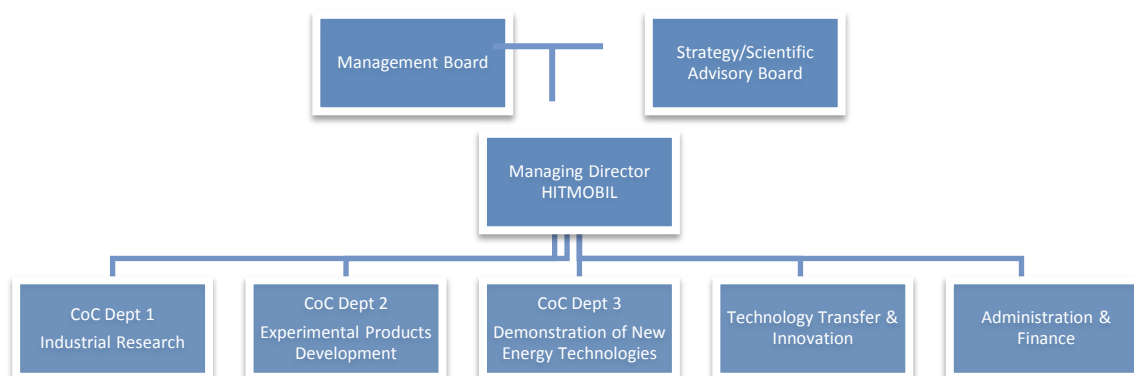 Management Board
Strategy/Scientific
Advisory Board
Managing Director
HITMOBIL
CoC Dept 1
Industrial Research
CoC Dept 2
Experimental Products
Development
CoC Dept 3
Demonstration of New
Energy Technologies
Technology Transfer &
Innovation
Administration &
Finance